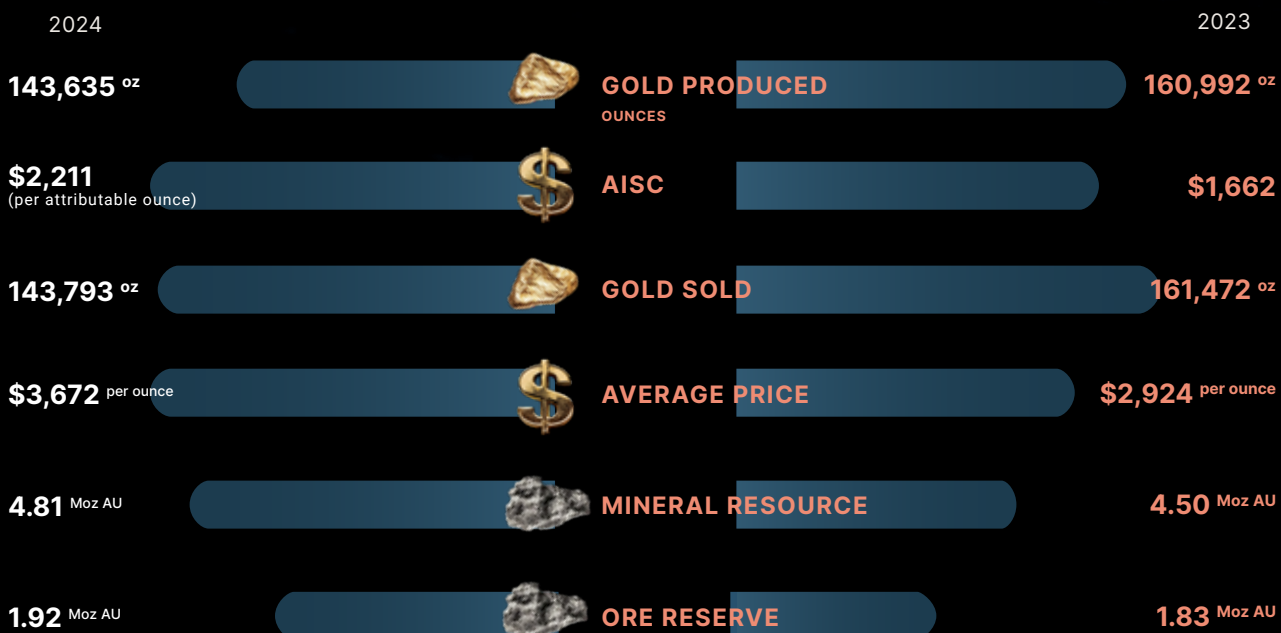 2024 2023
143,635 oz GOLD PRODUCED 160,992 oz
OUNCES
$2,211 AISC $1,662
(per attributable ounce)
143,793 oz GOLD SOLD 161,472 oz
$3,672 per ounce AVERAGE PRICE $2,924 per ounce
4.81 Moz AU MINERAL RESOURCE 4.50 Moz AU
1.92 Moz AU ORE RESERVE 1.83 Moz AU